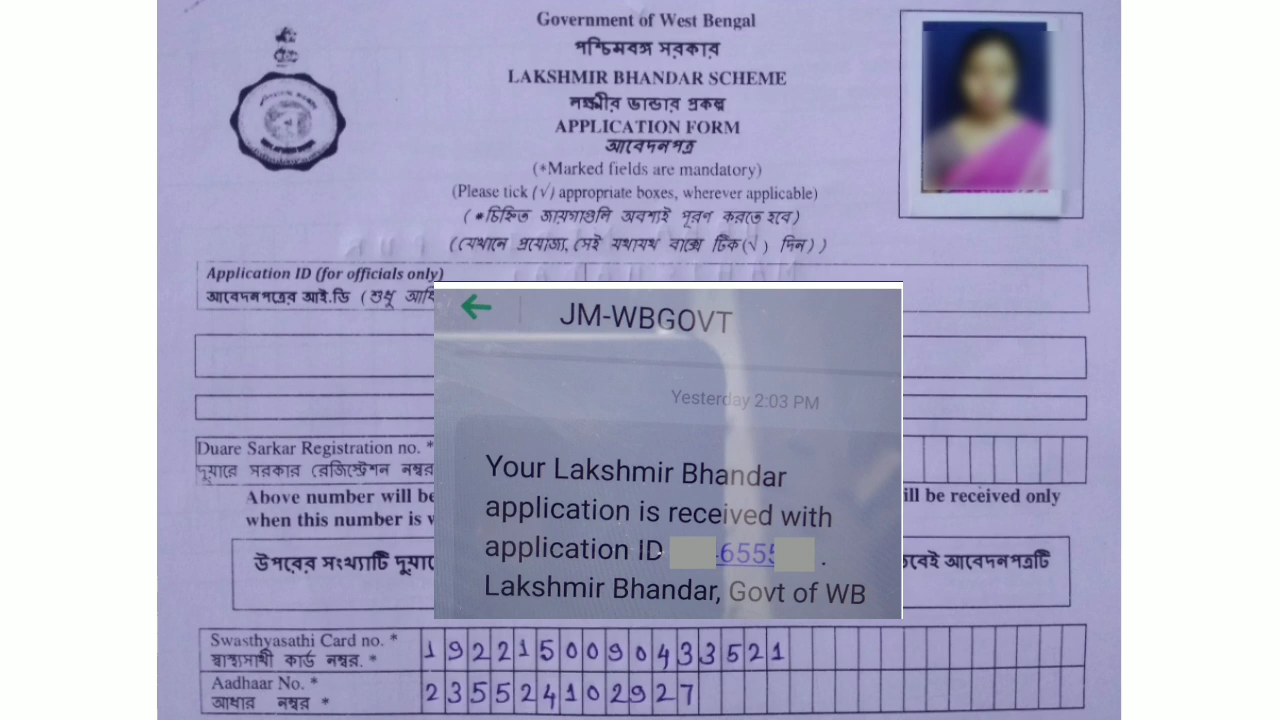 Government of West Bengal
পশ্চিমবঙ্গ সরকার
LAKSHMIR BHANDAR SCHEME
লক্ষ্মীর ভান্ডার প্রকল্প
APPLICATION FORM
আবেদনপত্র
(*Marked fields are mandatory)
(Please tick (√) appropriate boxes, wherever applicable)
(*চিহ্নিত জায়গাগুলি অবশ্যই পূরণ করতে হবে)
((যেখানে প্রযোজ্য, সেই যথাযথ বাক্সে টিক(√) দিন))
Application ID (for officials only)
আবেদনপত্রের আই.ডি (শুধু
JM-WBGOVT
Yesterday 2:03 PM
Your Lakshmir Bhandar
application is received with
application ID 6555 .
Lakshmir Bhandar, Govt of WB
Duare Sarkar Registration no. *
দুয়ারে সরকার রেজিস্ট্রেশন নম্বর
Above number will be ill be received only
when this number is
উপরের সংখ্যাটি আবেদনপত্রটি
Swasthyasathi Card no. * 1922150090433521
স্বাস্থ্যসাথী কার্ড নম্বর. *
Aadhaar No. * 235524102927
আধার নম্বর *